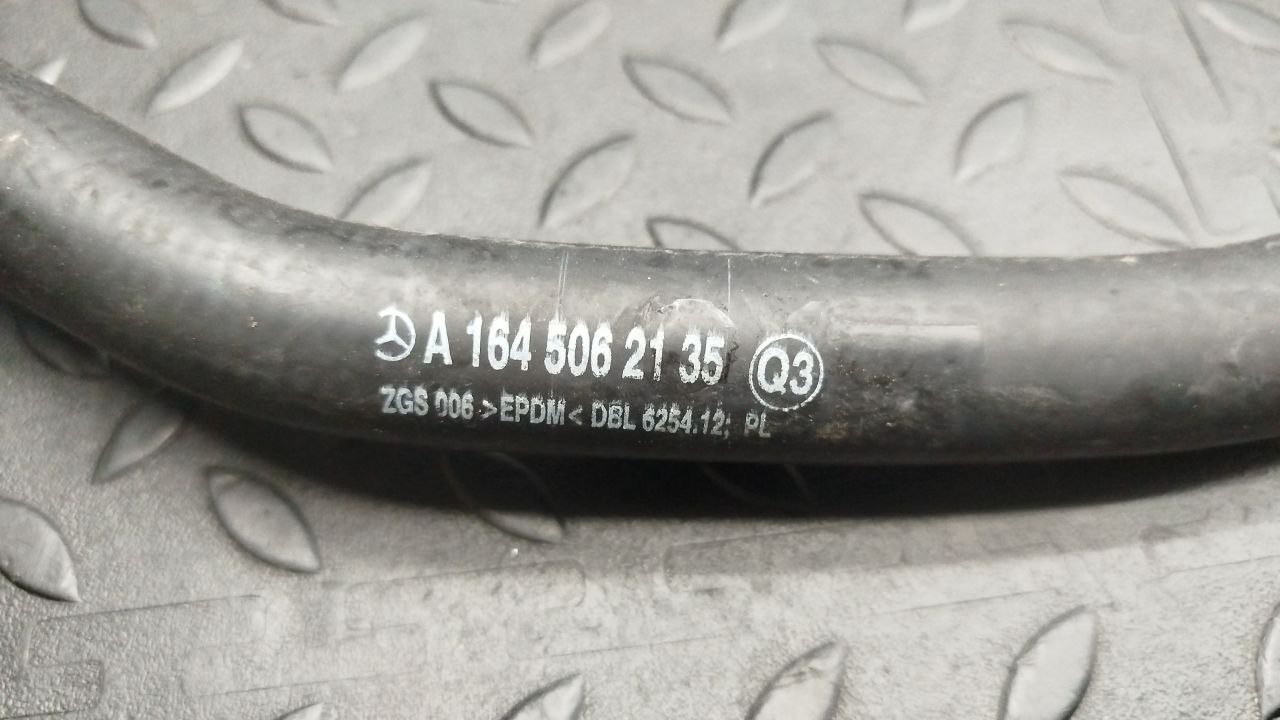 A 164 506 21 35 Q3
ZGS 006 >EPDM< DBL 6254.12; PL